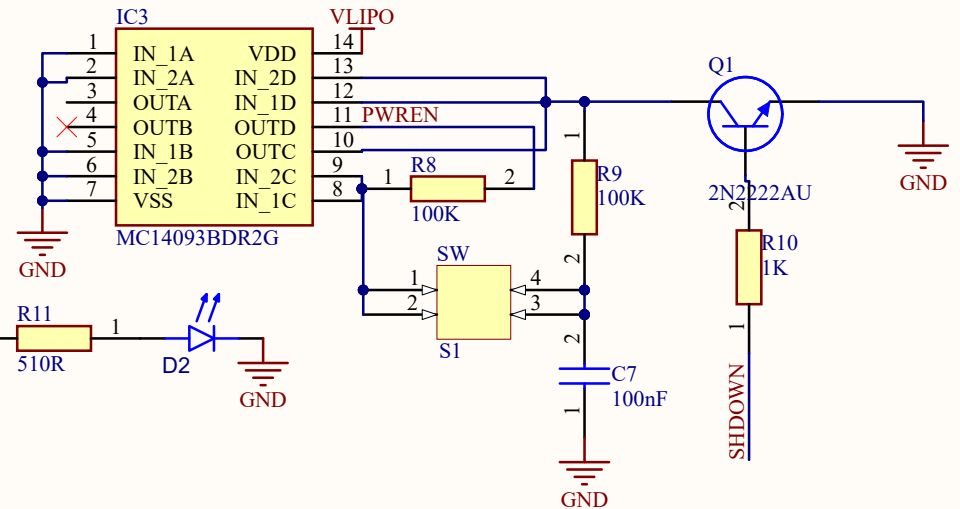 IC3
VLIPO
1 IN_1A VDD 14
2 IN_2A IN_2D 13
3 OUTA IN_1D 12
4 OUTB OUTD 11 PWREN
5 IN_1B OUTC 10
6 IN_2B IN_2C 9
7 VSS IN_1C 8
MC14093BDR2G
GND
R8
1 2
100K
1
R9
100K
2
Q1
2N2222AU
GND
2
R10
1K
1
SHDOWN
SW
1 4
2 3
S1
2
C7
100nF
1
GND
R11
1
510R
D2
GND